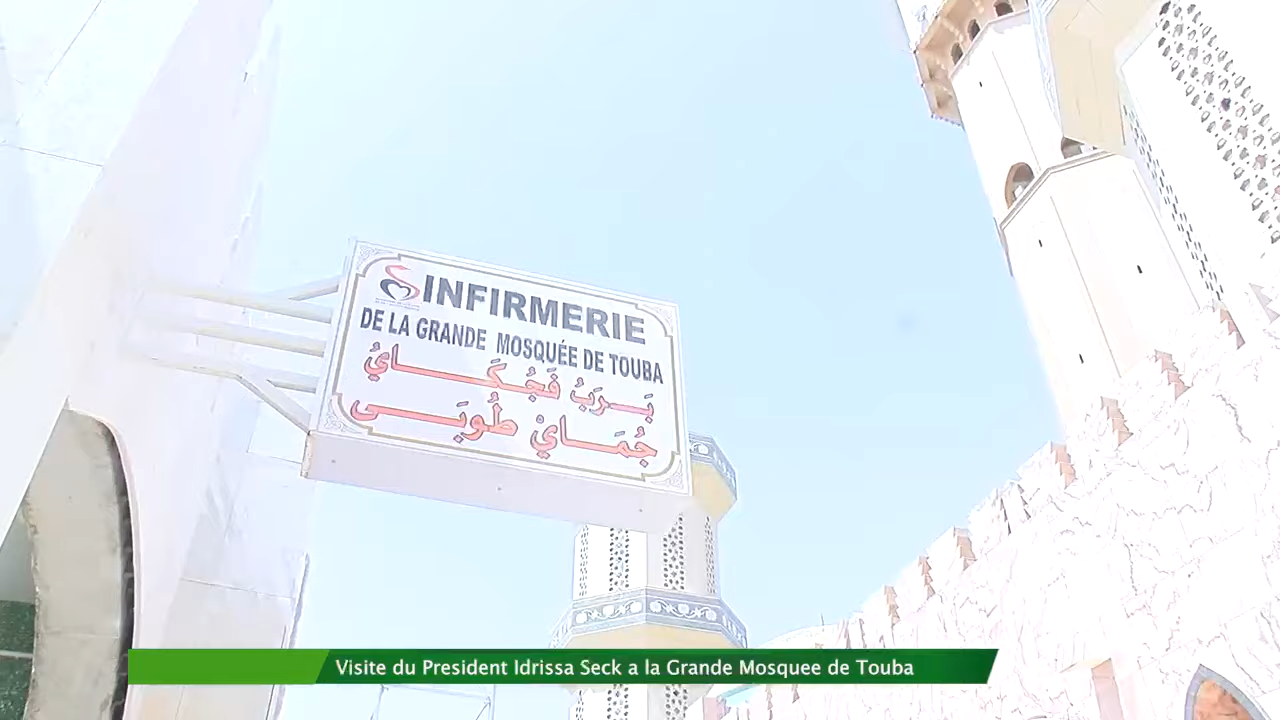 INFIRMERIE
DE LA GRANDE MOSQUÉE DE TOUBA
بَرَبُ فَجُكَايُ
جُمَايْ طُوبَى
Visite du President Idrissa Seck a la Grande Mosquee de Touba